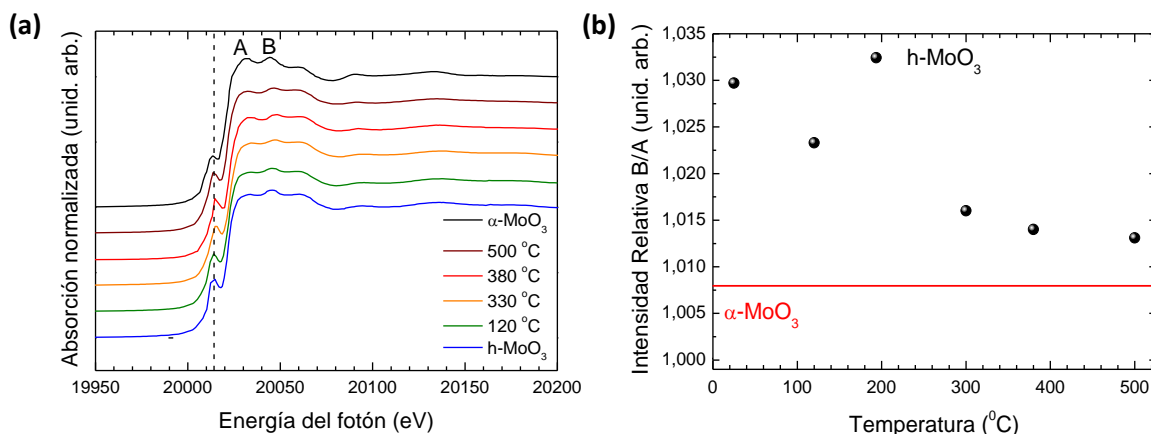 (a)
A B
Absorción normalizada (unid. arb.)
α-MoO₃
500 °C
380 °C
330 °C
120 °C
h-MoO₃
19950 20000 20050 20100 20150 20200
Energía del fotón (eV)
(b)
Intensidad Relativa B/A (unid. arb.)
1,035
1,030
1,025
1,020
1,015
1,010
1,005
1,000
h-MoO₃
α-MoO₃
0 100 200 300 400 500
Temperatura (⁰C)